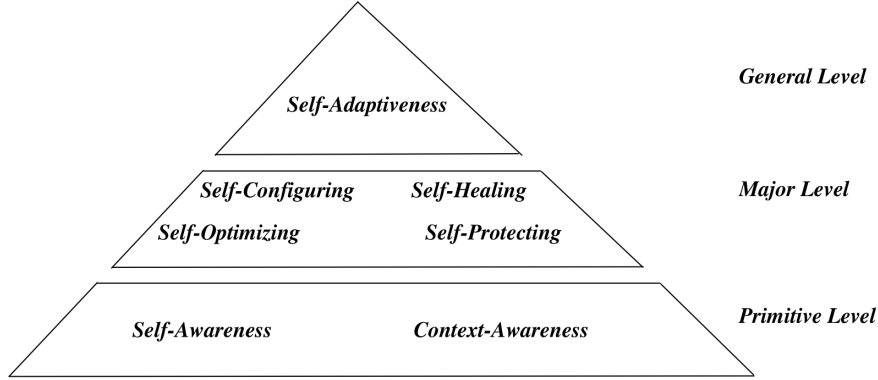 General Level
Self-Adaptiveness
Self-Configuring Self-Healing Major Level
Self-Optimizing Self-Protecting
Self-Awareness Context-Awareness Primitive Level